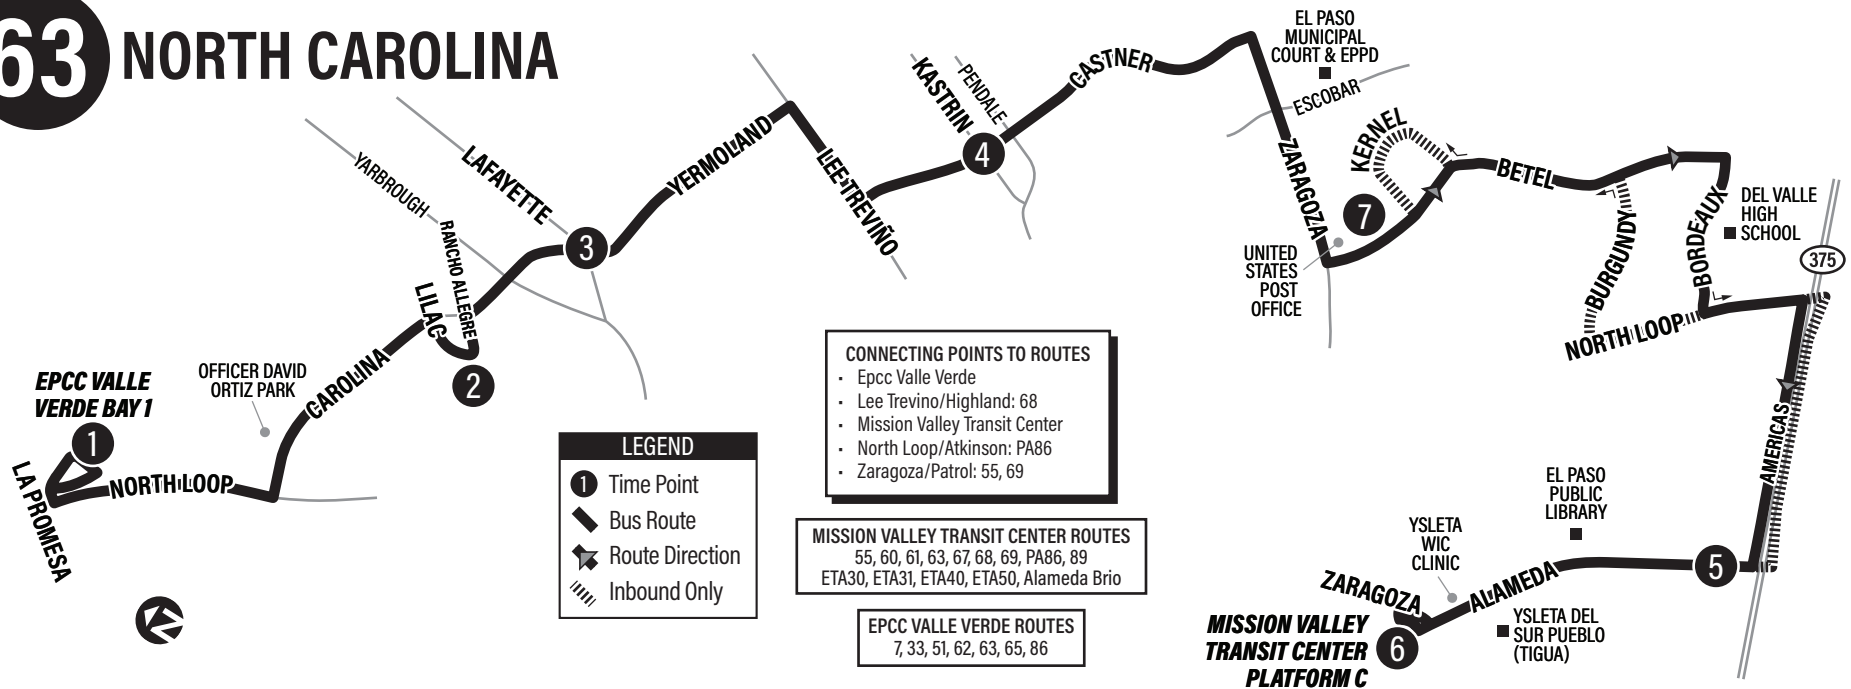 63 NORTH CAROLINA
EL PASO
MUNICIPAL
COURT & EPPD
ESCOBAR
KASTRIN
PENDALE
CASTNER
YARBROUGH
LAFAYETTE
YERMOLAND
LEE TREVIÑO
4
ZARAGOZA
KERNEL
BETEL
7
UNITED
STATES
POST
OFFICE
BURGUNDY
BORDEAUX
DEL VALLE
HIGH
SCHOOL
375
NORTH LOOP
AMERICAS
3
RANCHO ALLEGRE
LILAC
2
CAROLINA
OFFICER DAVID
ORTIZ PARK
EPCC VALLE
VERDE BAY 1
1
NORTH LOOP
LA PROMESA
LEGEND
1 Time Point
Bus Route
Route Direction
Inbound Only
CONNECTING POINTS TO ROUTES
· Epcc Valle Verde
· Lee Trevino/Highland: 68
· Mission Valley Transit Center
· North Loop/Atkinson: PA86
· Zaragoza/Patrol: 55, 69
MISSION VALLEY TRANSIT CENTER ROUTES
55, 60, 61, 63, 67, 68, 69, PA86, 89
ETA30, ETA31, ETA40, ETA50, Alameda Brio
EPCC VALLE VERDE ROUTES
7, 33, 51, 62, 63, 65, 86
EL PASO
PUBLIC
LIBRARY
YSLETA
WIC
CLINIC
5
ZARAGOZA
ALAMEDA
MISSION VALLEY
TRANSIT CENTER
PLATFORM C
6
YSLETA DEL
SUR PUEBLO
(TIGUA)